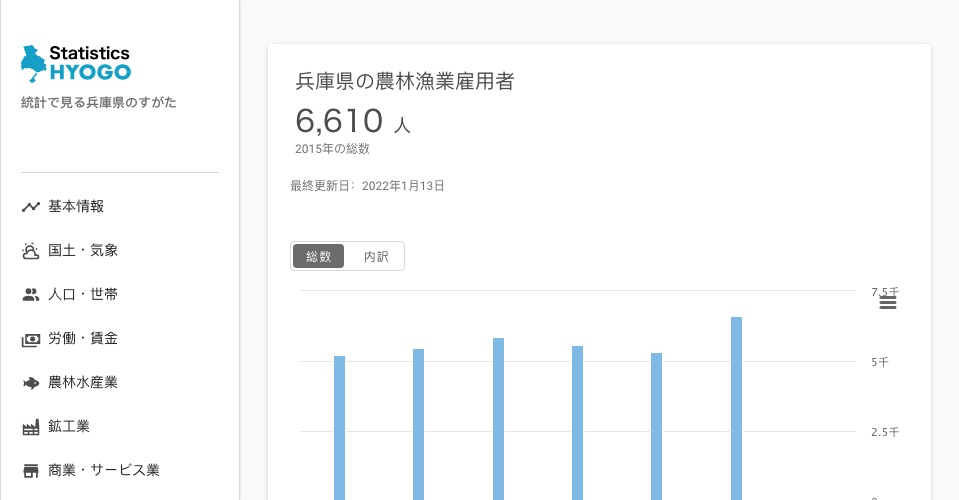 Statistics
HYOGO
統計で見る兵庫県のすがた
基本情報
国土・気象
人口・世帯
労働・賃金
農林水産業
鉱工業
商業・サービス業
兵庫県の農林漁業雇用者
6,610 人
2015年の総数
最終更新日: 2022年1月13日
総数 内訳
7.5千
5千
2.5千